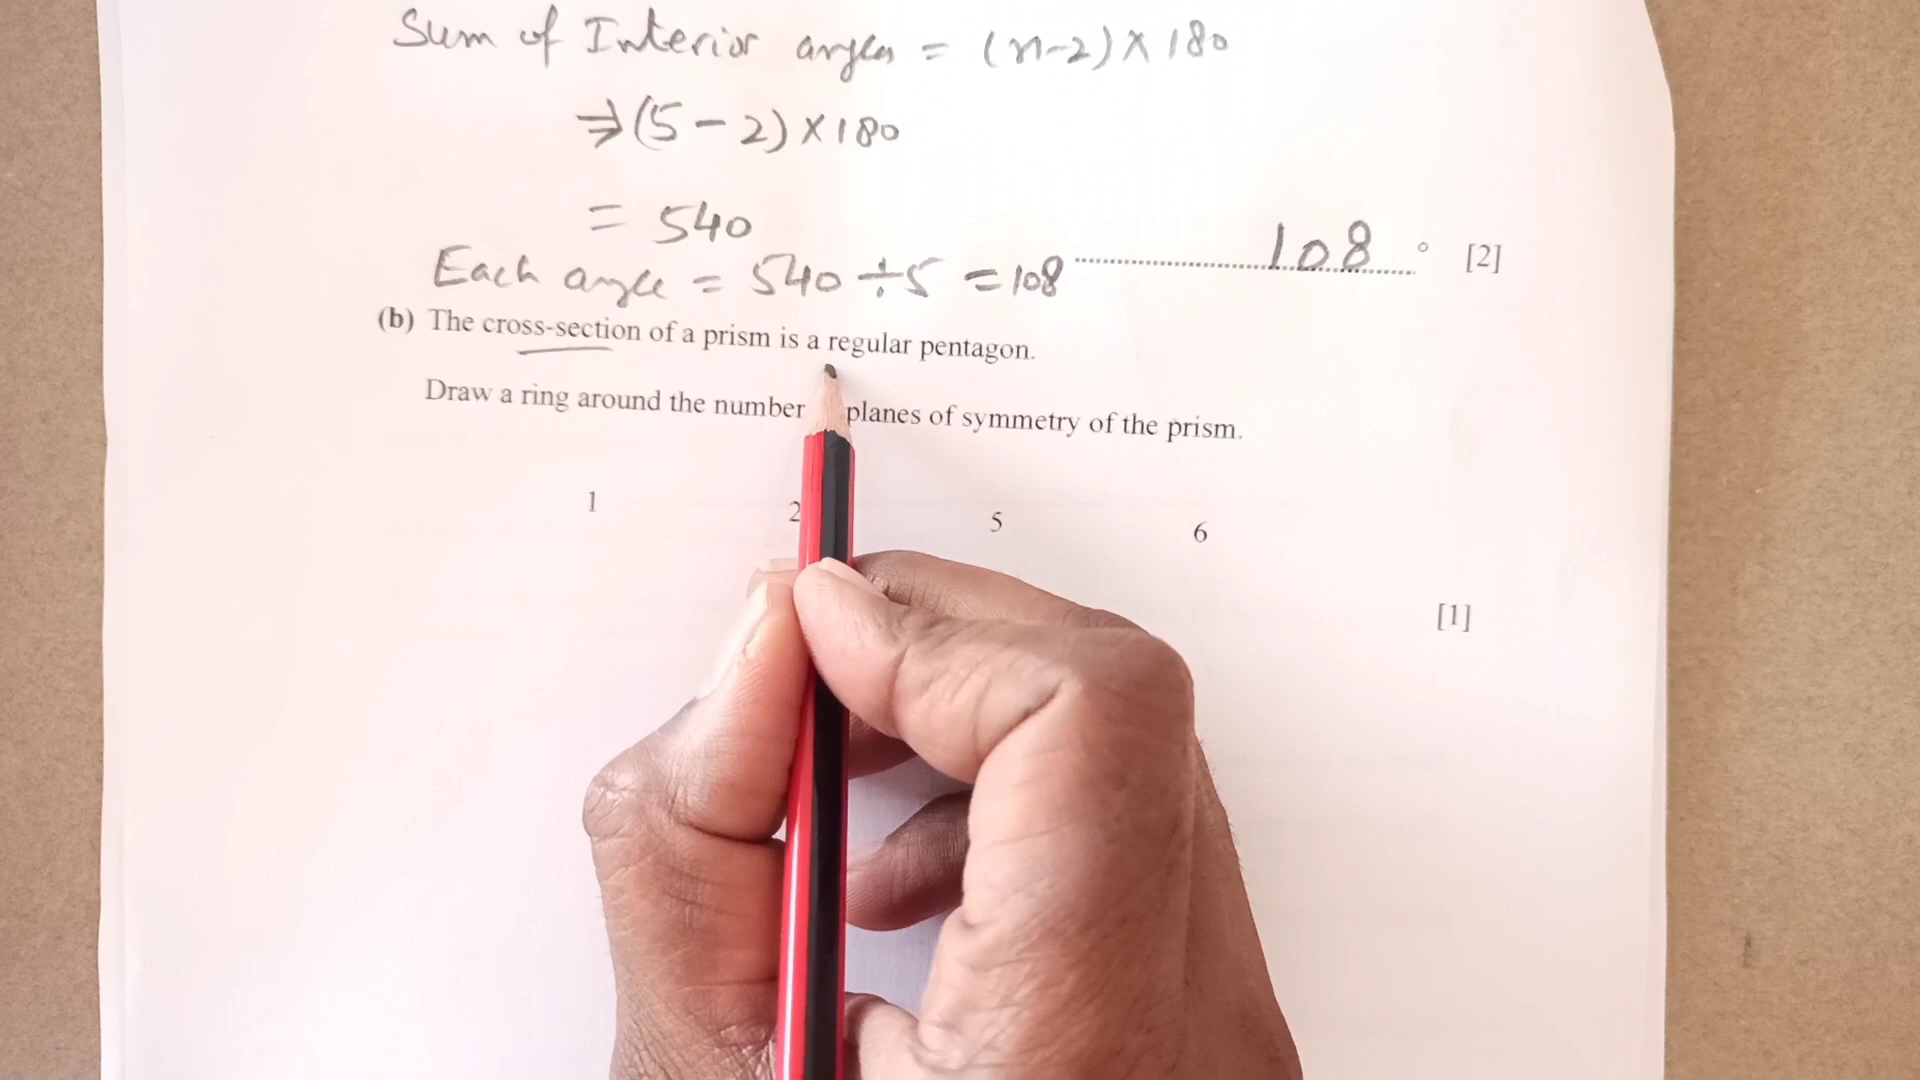 Sum of Interior angles = (n-2) × 180
⇒ (5 - 2) × 180
= 540
108 ° [2]
Each angle = 540 ÷ 5 = 108
(b) The cross-section of a prism is a regular pentagon.
Draw a ring around the number planes of symmetry of the prism.
1 2 5 6
[1]